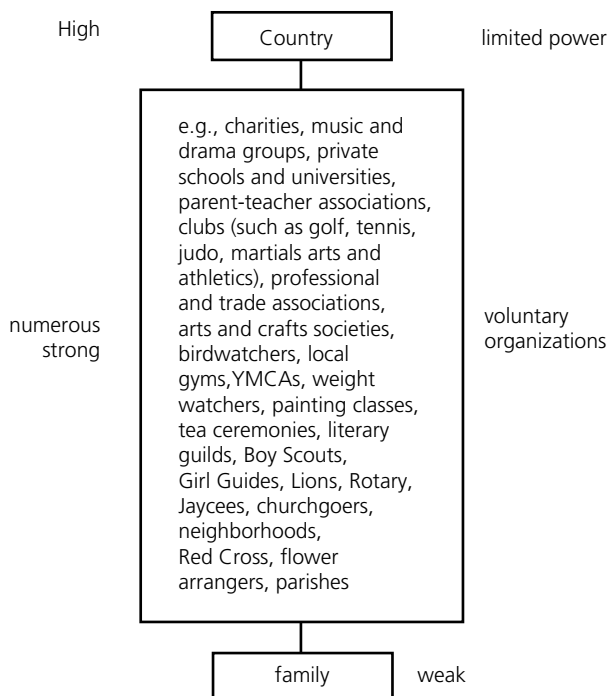 High
Country
limited power
e.g., charities, music and
drama groups, private
schools and universities,
parent-teacher associations,
clubs (such as golf, tennis,
judo, martials arts and
athletics), professional
and trade associations,
arts and crafts societies,
birdwatchers, local
gyms,YMCAs, weight
watchers, painting classes,
tea ceremonies, literary
guilds, Boy Scouts,
Girl Guides, Lions, Rotary,
Jaycees, churchgoers,
neighborhoods,
Red Cross, flower
arrangers, parishes
numerous
strong
voluntary
organizations
family
weak